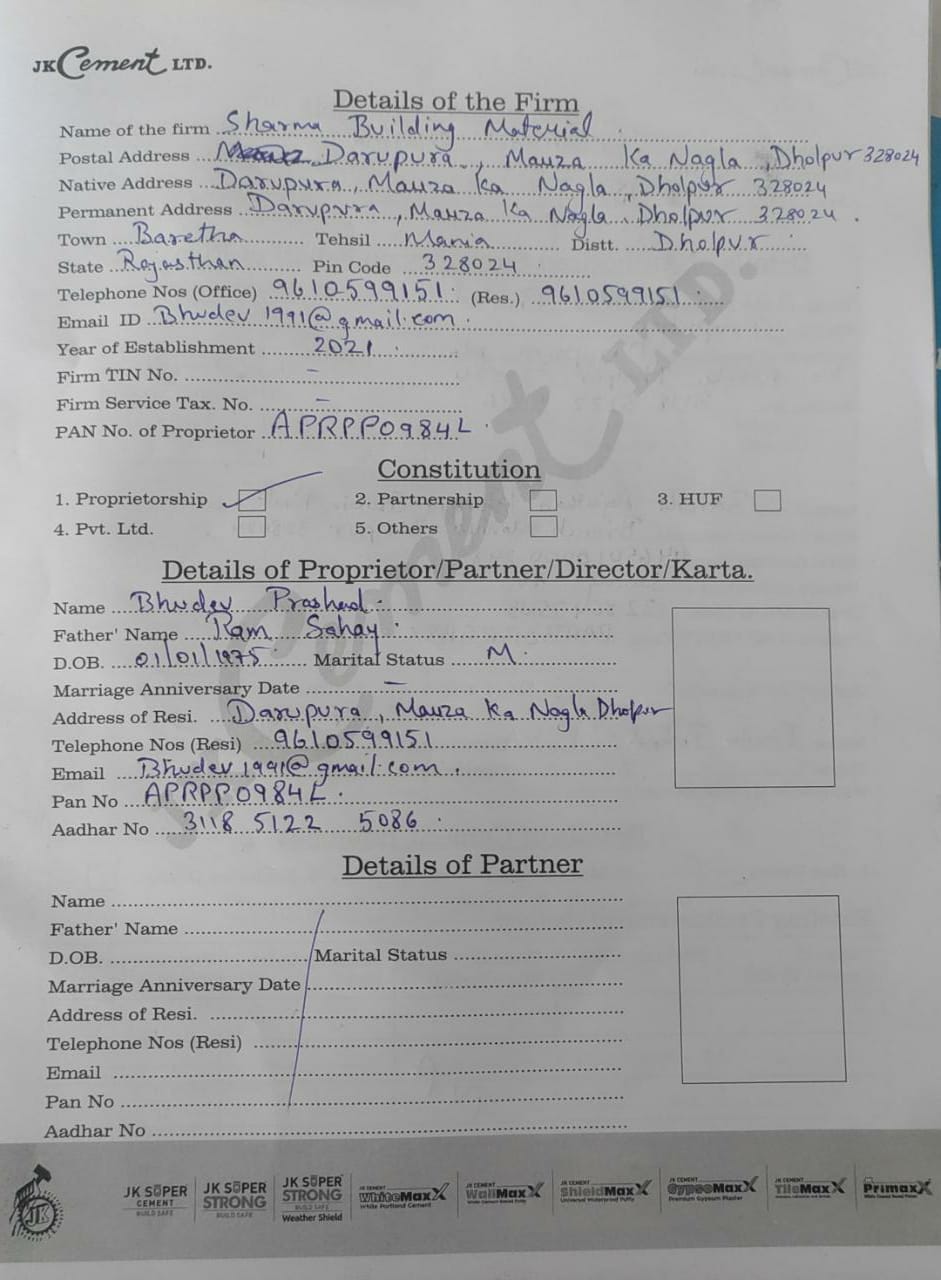 JK Cement LTD.
Details of the Firm
Name of the firm Sharma Building Material
Postal Address Darupura, Mauza Ka Nagla, Dholpur 328024
Native Address Darupura, Mauza Ka Nagla, Dholpur 328024
Permanent Address Darupura, Mauza Ka Nagla, Dholpur 328024.
Town Baretha Tehsil Mania Distt. Dholpur
State Rajasthan Pin Code 328024
Telephone Nos (Office) 9610599151 (Res.) 9610599151
Email ID Bhudev1991@gmail.com
Year of Establishment 2021
Firm TIN No. –
Firm Service Tax. No. –
PAN No. of Proprietor APRPP0984L
Constitution
1. Proprietorship ✓ 2. Partnership 3. HUF
4. Pvt. Ltd. 5. Others
Details of Proprietor/Partner/Director/Karta.
Name Bhudev Prashad
Father' Name Ram Sahay
D.OB. 01/01/1975 Marital Status M
Marriage Anniversary Date –
Address of Resi. Darupura, Mauza Ka Nagla Dholpur
Telephone Nos (Resi) 9610599151
Email Bhudev1991@gmail.com
Pan No APRPP0984L
Aadhar No 3118 5122 5086
Details of Partner
Name
Father' Name
D.OB. Marital Status
Marriage Anniversary Date
Address of Resi.
Telephone Nos (Resi)
Email
Pan No
Aadhar No
JK SUPER CEMENT BUILD SAFE JK SUPER STRONG BUILD SAFE JK SUPER STRONG BUILD SAFE Weather Shield JK CEMENT WhiteMaxX White Portland Cement JK CEMENT WallMaxX White Cement Based Putty JK CEMENT ShieldMaxX Universal Waterproof Putty JK CEMENT GypsoMaxX Premium Gypsum Plaster JK CEMENT TileMaxX JK CEMENT PrimaxX